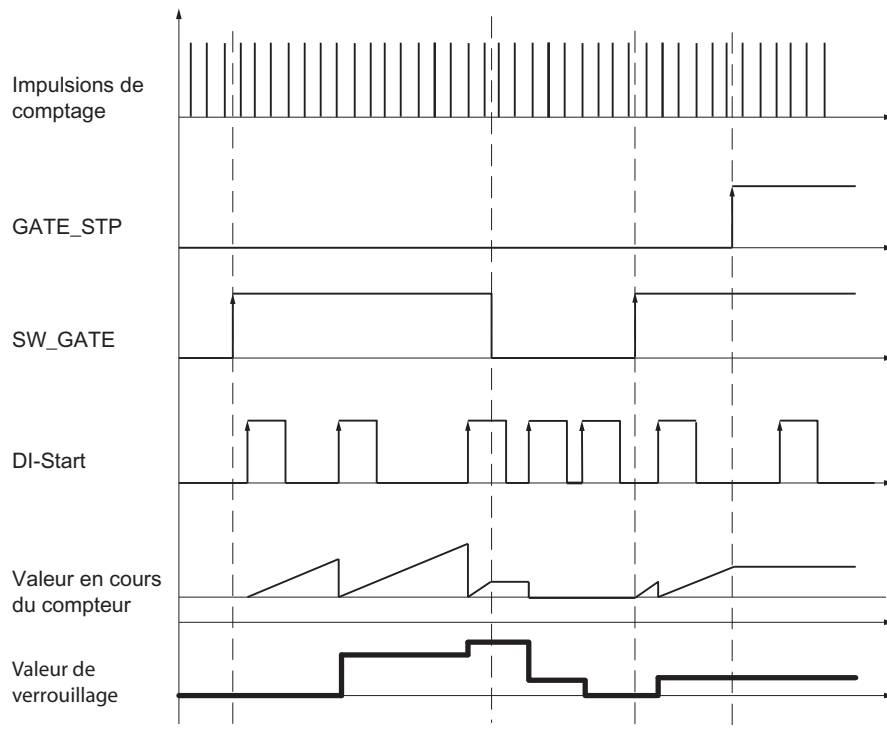 Impulsions de
comptage
GATE_STP
SW_GATE
DI-Start
Valeur en cours
du compteur
Valeur de
verrouillage